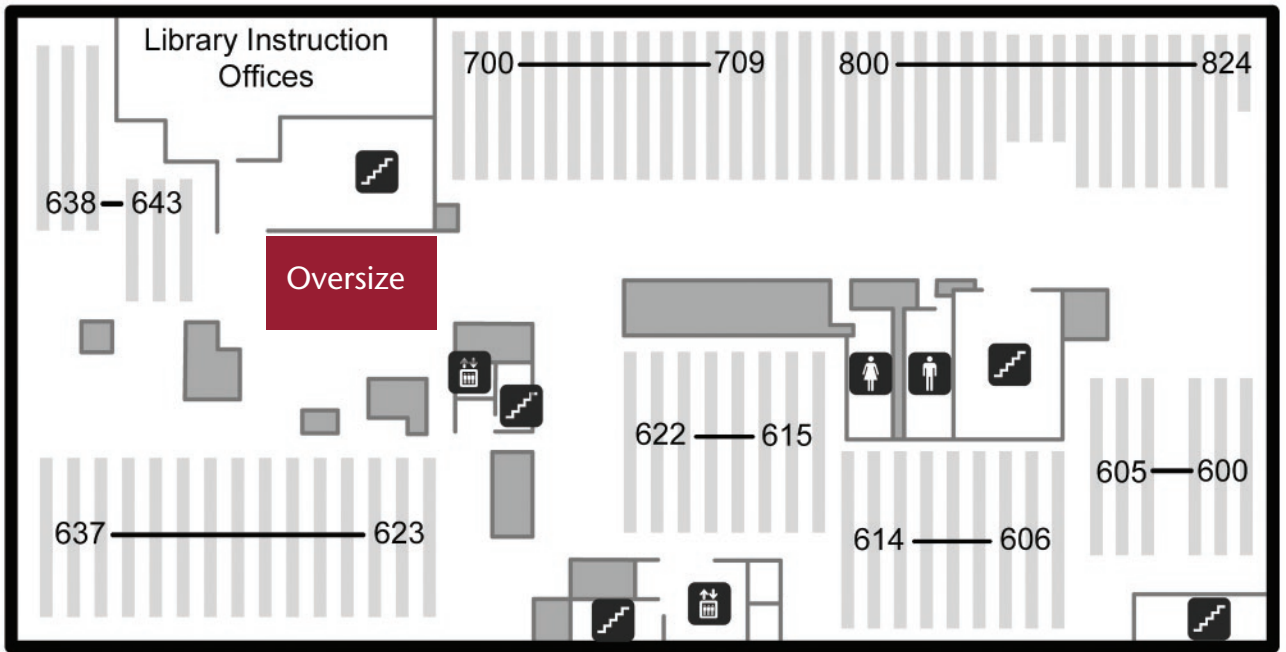 Library Instruction
Offices
700 709 800 824
638 643
Oversize
622 615
605 600
637 623
614 606